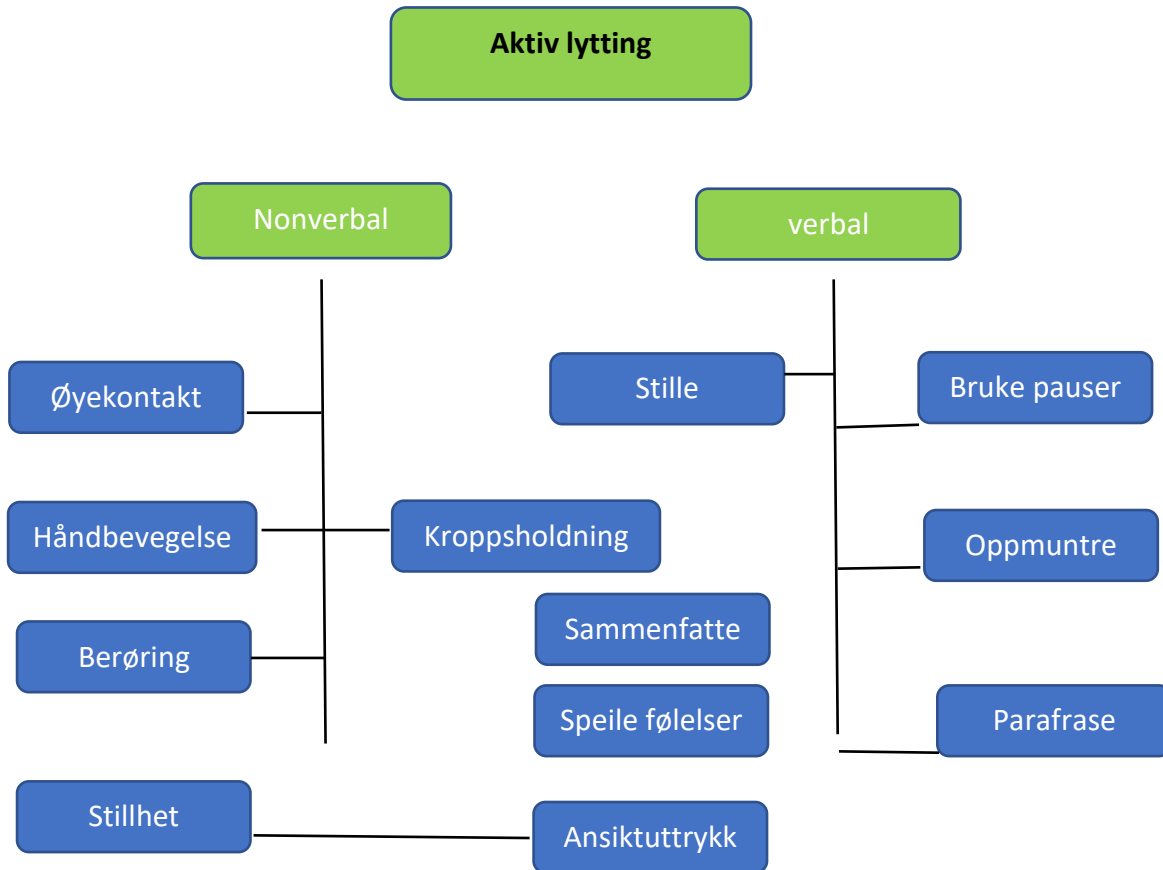 Aktiv lytting
Nonverbal
verbal
Øyekontakt
Stille
Bruke pauser
Håndbevegelse
Kroppsholdning
Oppmuntre
Sammenfatte
Berøring
Speile følelser
Parafrase
Stillhet
Ansiktuttrykk